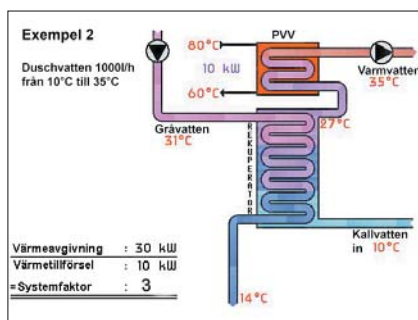 Exempel 2
PVV
80°C
10 kW
60°C
Duschvatten 1000l/h
från 10°C till 35°C
Varmvatten
35°C
Gråvatten
31°C
27°C
REKUPERATOR
Kallvatten
in 10°C
14°C
Värmeavgivning : 30 kW
Värmetillförsel : 10 kW
=Systemfaktor : 3